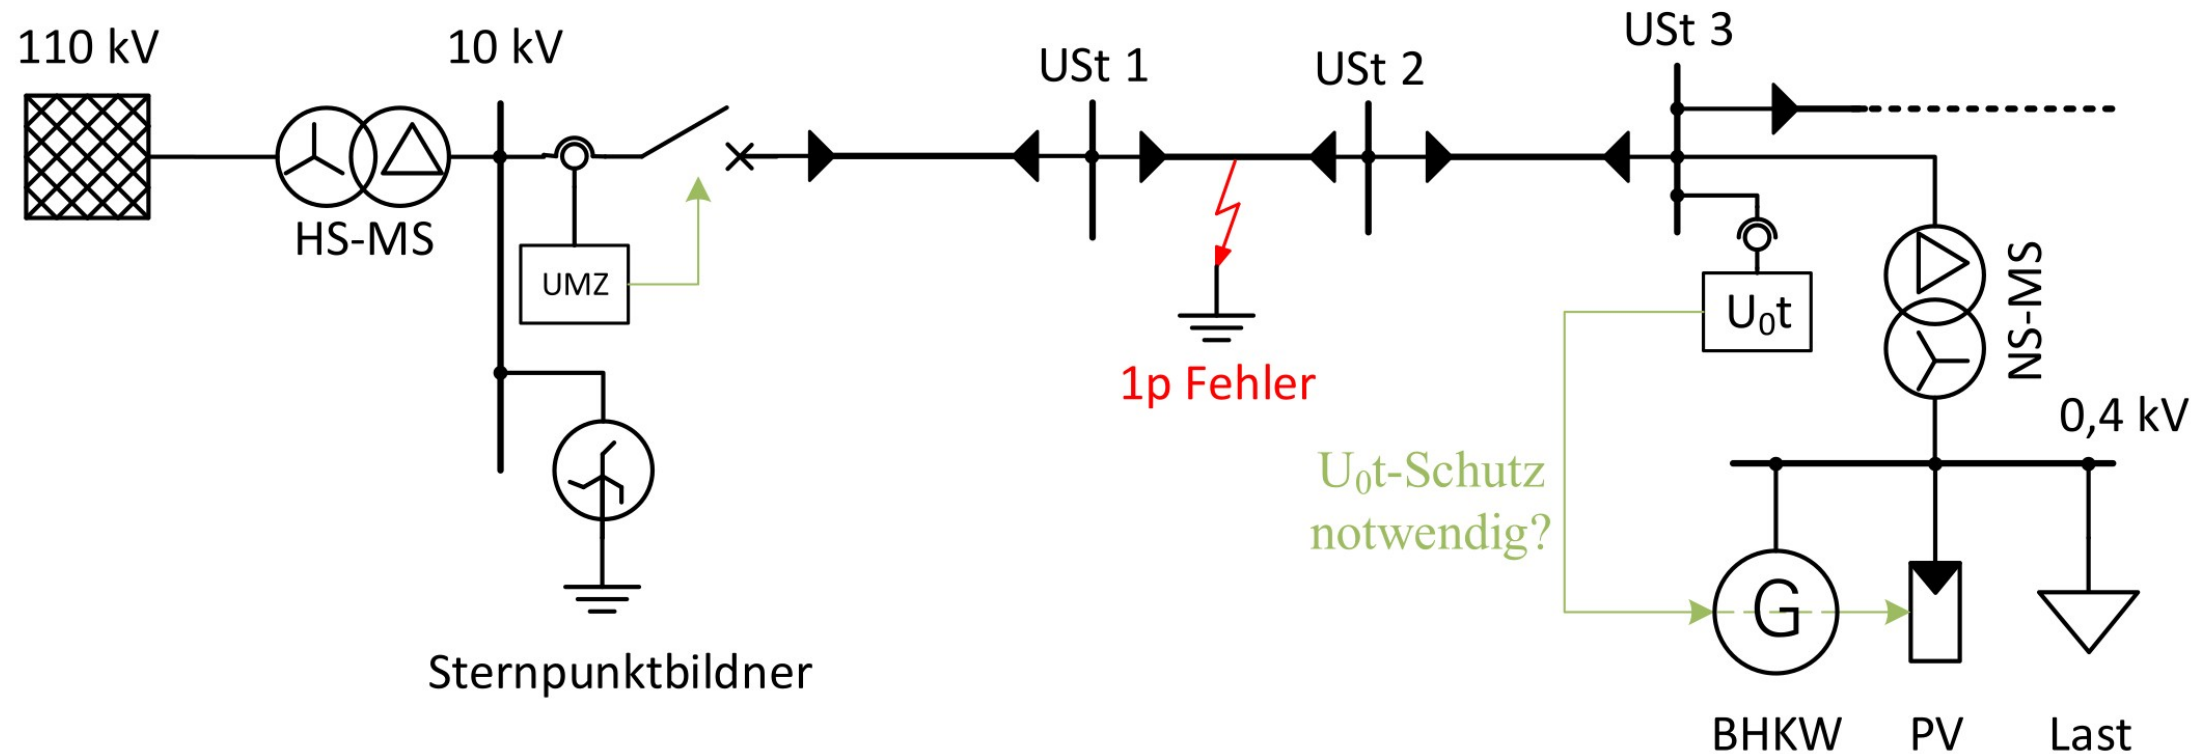 110 kV
10 kV
USt 1
USt 2
USt 3
HS-MS
UMZ
U₀t
NS-MS
1p Fehler
0,4 kV
U₀t-Schutz
notwendig?
G
Sternpunktbildner
BHKW
PV
Last